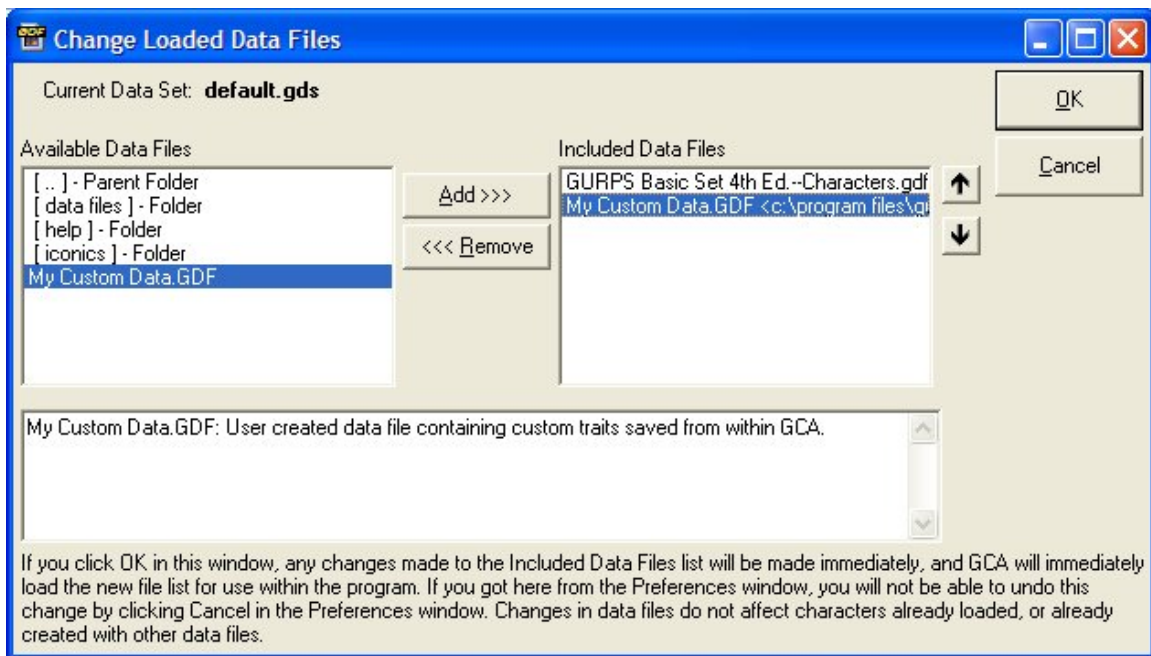 GDF
Change Loaded Data Files
Current Data Set: default.gds
OK
Cancel
Available Data Files
[ .. ] - Parent Folder
[ data files ] - Folder
[ help ] - Folder
[ iconics ] - Folder
My Custom Data.GDF
Add >>>
<<< Remove
Included Data Files
GURPS Basic Set 4th Ed.--Characters.gdf
My Custom Data.GDF <c:\program files\
My Custom Data.GDF: User created data file containing custom traits saved from within GCA.
If you click OK in this window, any changes made to the Included Data Files list will be made immediately, and GCA will immediately
load the new file list for use within the program. If you got here from the Preferences window, you will not be able to undo this
change by clicking Cancel in the Preferences window. Changes in data files do not affect characters already loaded, or already
created with other data files.